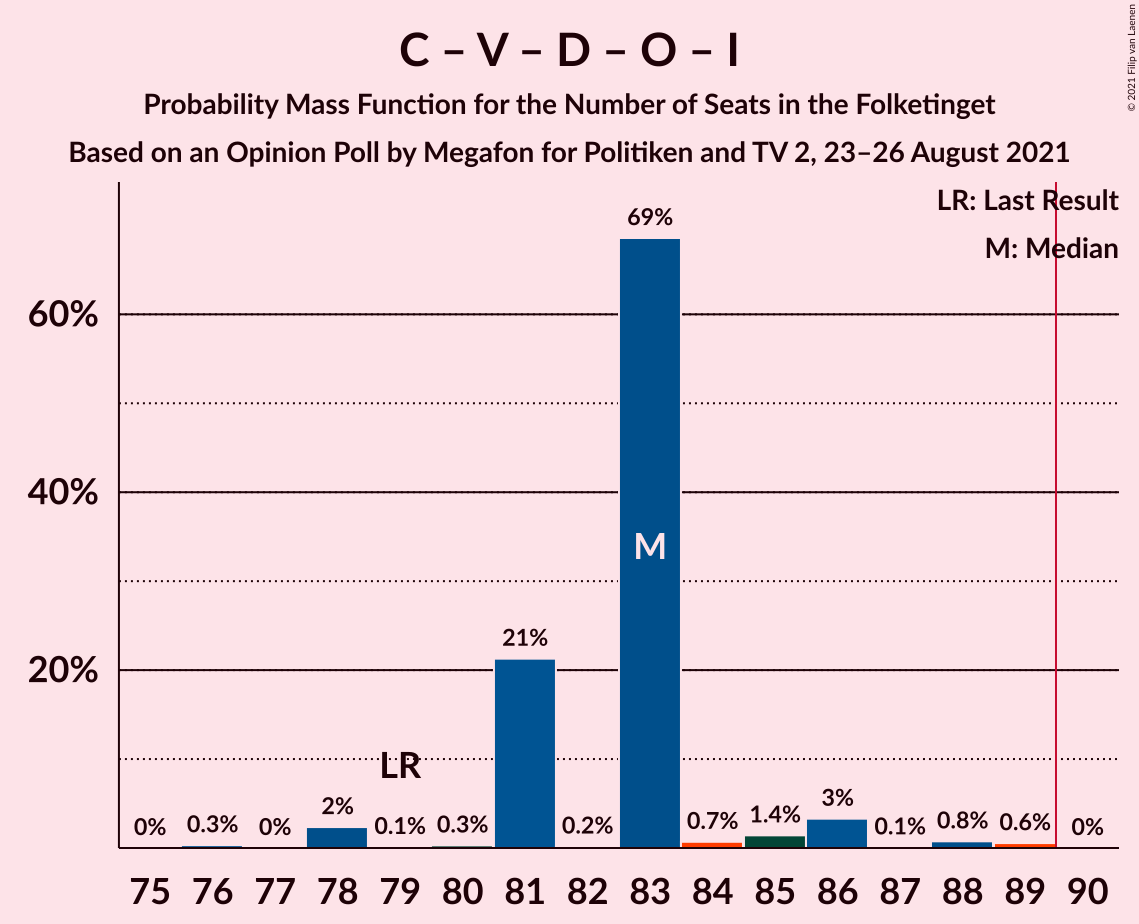 C – V – D – O – I
Probability Mass Function for the Number of Seats in the Folketinget
Based on an Opinion Poll by Megafon for Politiken and TV 2, 23–26 August 2021
© 2021 Filip van Laenen
LR: Last Result
M: Median
60%
40%
20%
0%
0.3%
0%
2%
0.1%
0.3%
21%
0.2%
69%
0.7%
1.4%
3%
0.1%
0.8%
0.6%
0%
LR
M
75 76 77 78 79 80 81 82 83 84 85 86 87 88 89 90